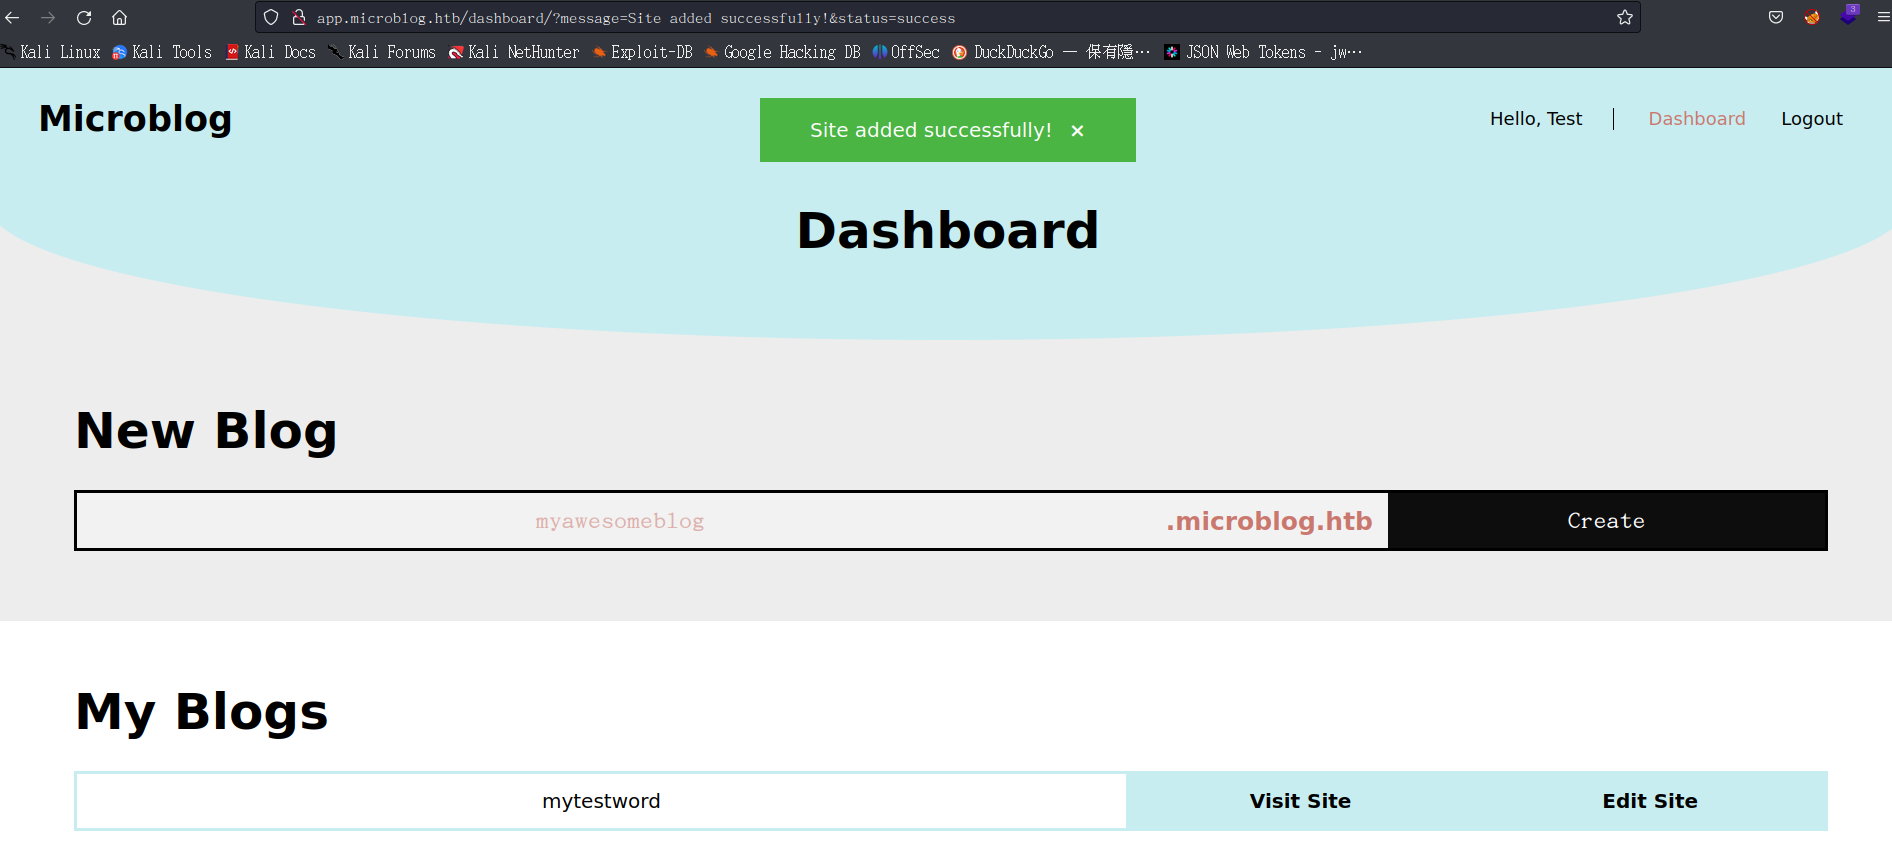 app.microblog.htb/dashboard/?message=Site added successfully!&status=success
3
Kali Linux Kali Tools Kali Docs Kali Forums Kali NetHunter Exploit-DB Google Hacking DB OffSec DuckDuckGo — 保有隱… JSON Web Tokens - jw…
Microblog
Site added successfully! ×
Hello, Test Dashboard Logout
Dashboard
New Blog
myawesomeblog .microblog.htb Create
My Blogs
mytestword Visit Site Edit Site